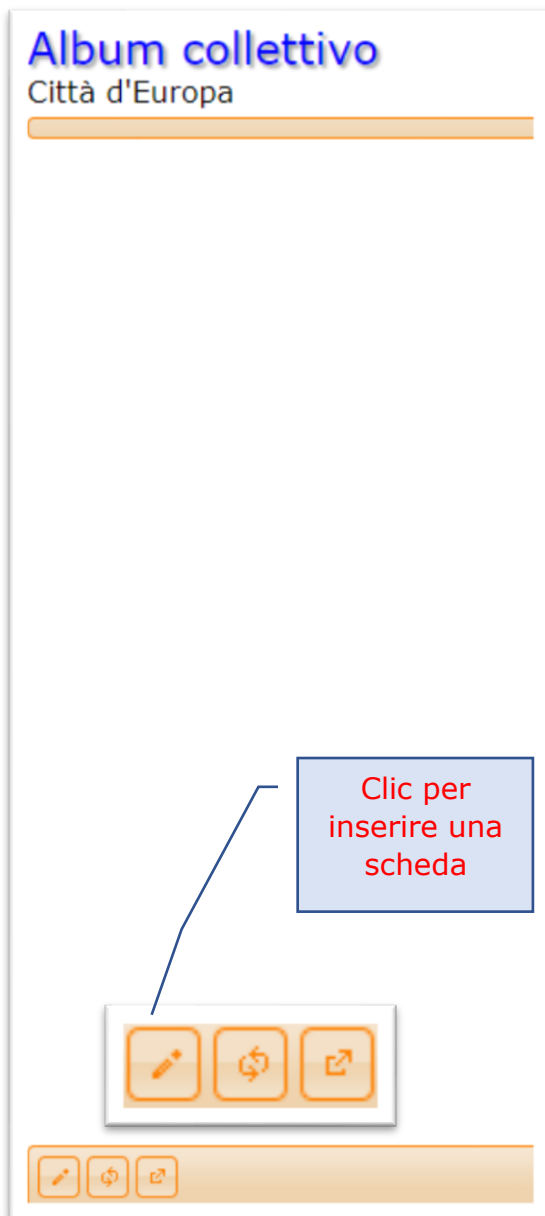 Album collettivo
Città d'Europa
Clic per
inserire una
scheda